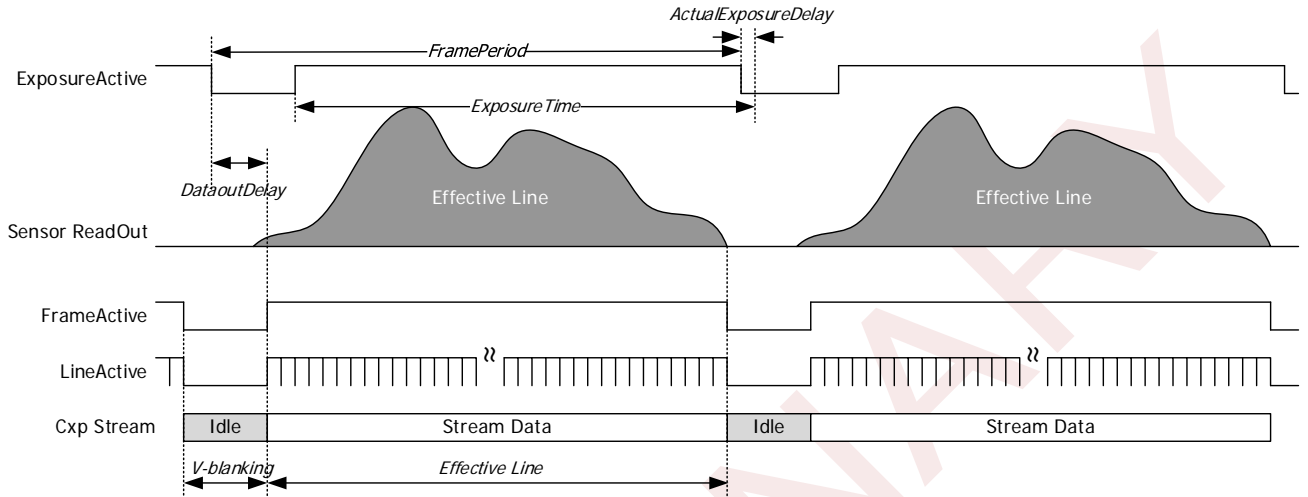 ActualExposureDelay
FramePeriod
ExposureActive
ExposureTime
DataoutDelay
Effective Line
Effective Line
Sensor ReadOut
FrameActive
≈
≈
LineActive
Cxp Stream
Idle
Stream Data
Idle
Stream Data
V-blanking
Effective Line
NARY